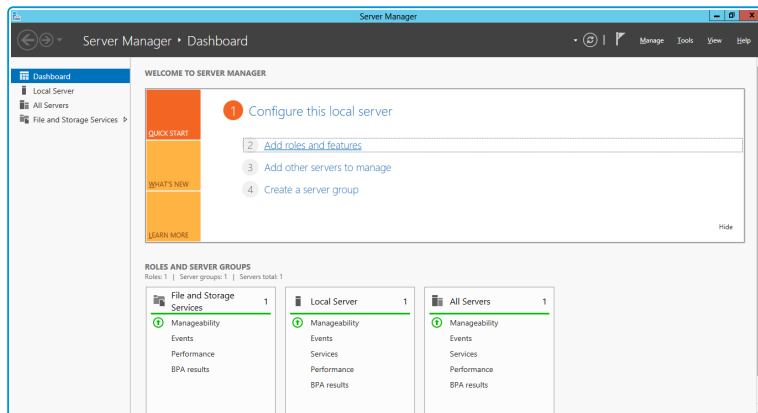 Server Manager
Server Manager • Dashboard
Manage Tools View Help
Dashboard
Local Server
All Servers
File and Storage Services
WELCOME TO SERVER MANAGER
QUICK START
WHAT'S NEW
LEARN MORE
1 Configure this local server
2 Add roles and features
3 Add other servers to manage
4 Create a server group
Hide
ROLES AND SERVER GROUPS
Roles: 1 | Server groups: 1 | Servers total: 1
File and Storage
Services 1
Manageability
Events
Performance
BPA results
Local Server 1
Manageability
Events
Services
Performance
BPA results
All Servers 1
Manageability
Events
Services
Performance
BPA results